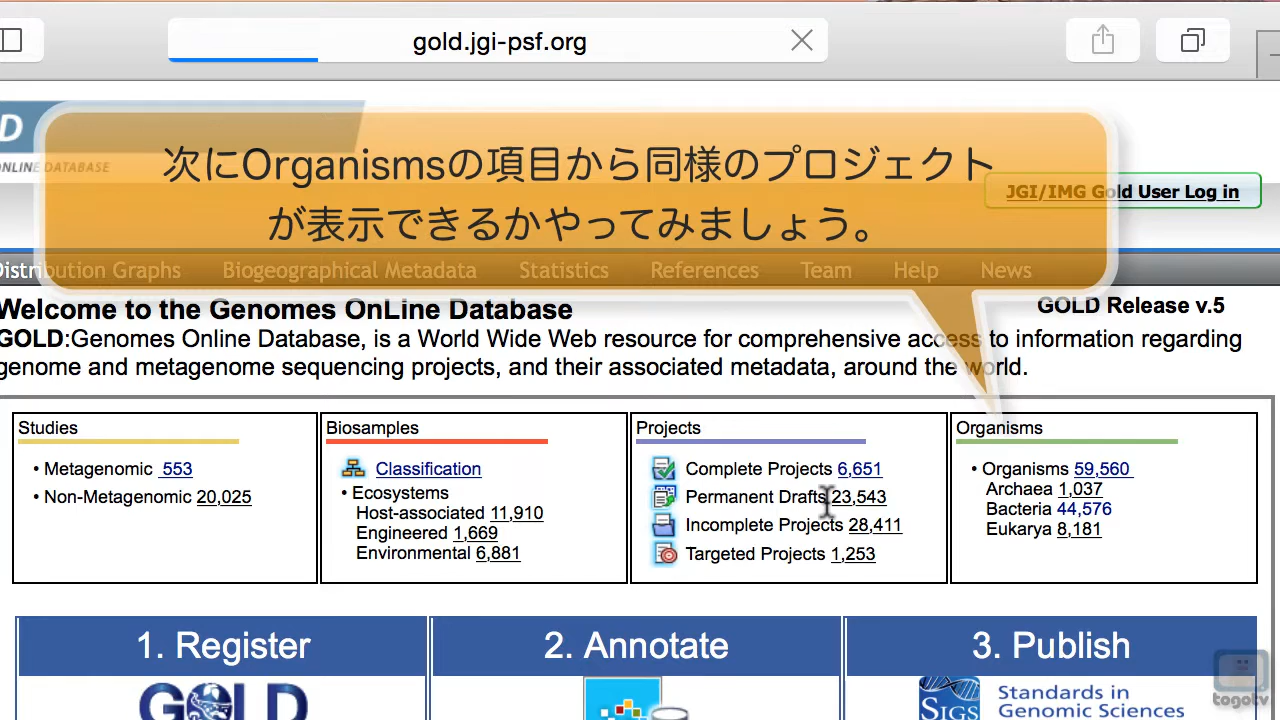 gold.jgi-psf.org
D
ONLINE DATABASE
次にOrganismsの項目から同様のプロジェクト
が表示できるかやってみましょう。
JGI/IMG Gold User Log in
Distribution Graphs Biogeographical Metadata Statistics References Team Help News
Welcome to the Genomes OnLine Database
GOLD Release v.5
GOLD:Genomes Online Database, is a World Wide Web resource for comprehensive access to information regarding
genome and metagenome sequencing projects, and their associated metadata, around the world.
Studies
• Metagenomic 553
• Non-Metagenomic 20,025
Biosamples
Classification
• Ecosystems
Host-associated 11,910
Engineered 1,669
Environmental 6,881
Projects
Complete Projects 6,651
Permanent Drafts 23,543
Incomplete Projects 28,411
Targeted Projects 1,253
Organisms
• Organisms 59,560
Archaea 1,037
Bacteria 44,576
Eukarya 8,181
1. Register
2. Annotate
3. Publish
GOLD
SIGS
Standards in
Genomic Sciences
togotv